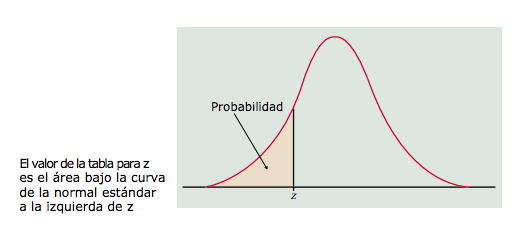 Probabilidad
El valor de la tabla para z
es el área bajo la curva
de la normal estándar
a la izquierda de z
z